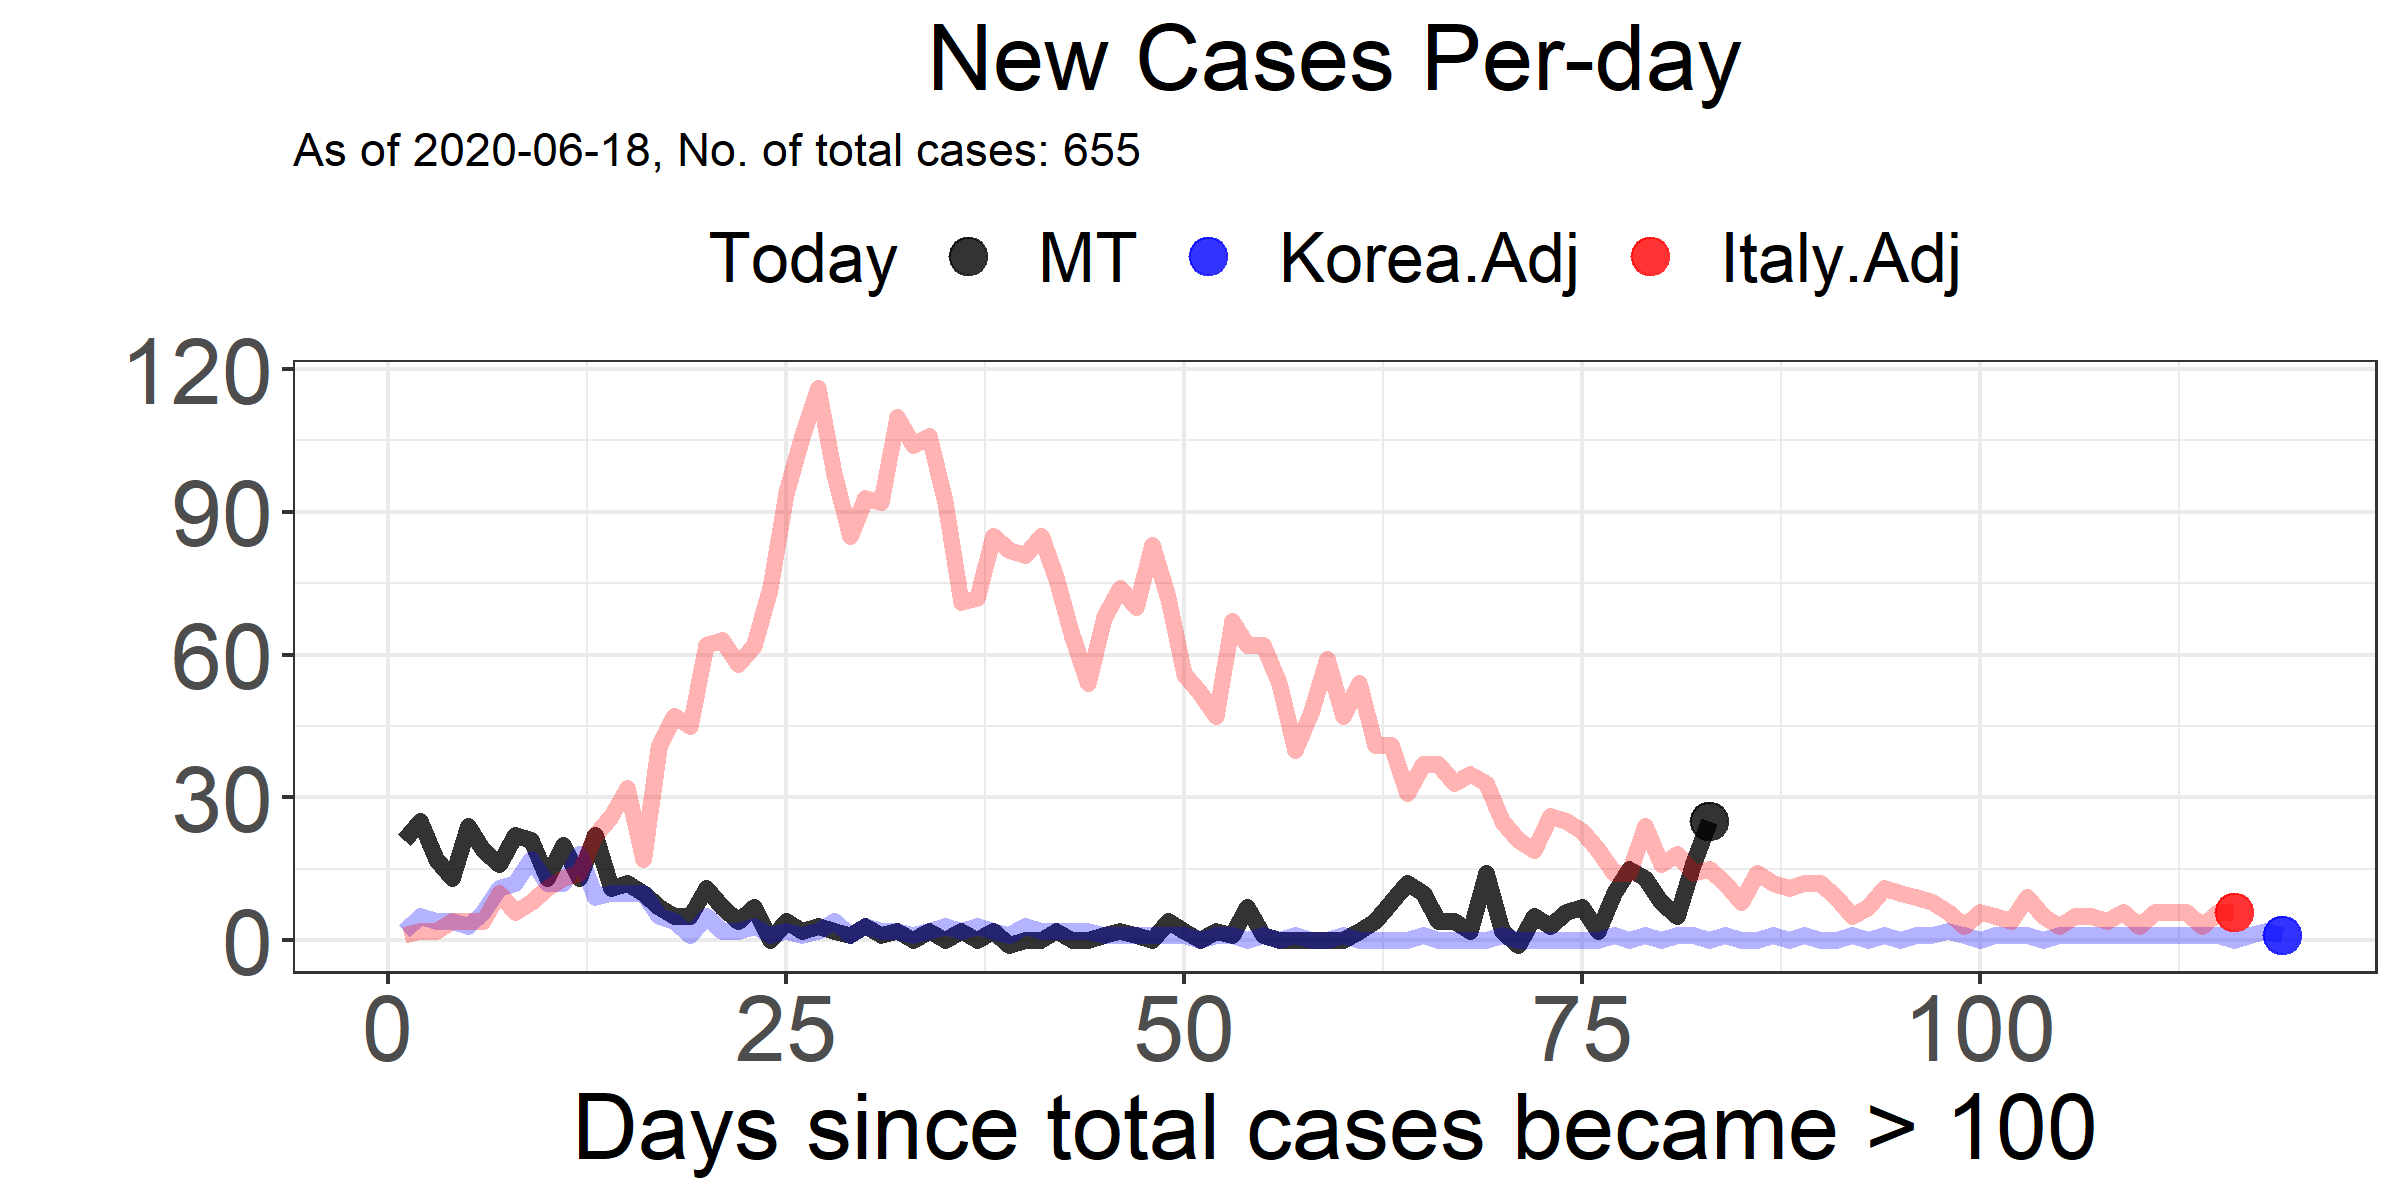 New Cases Per-day
As of 2020-06-18, No. of total cases: 655
Today MT Korea.Adj Italy.Adj
120
90
60
30
0
0 25 50 75 100
Days since total cases became > 100